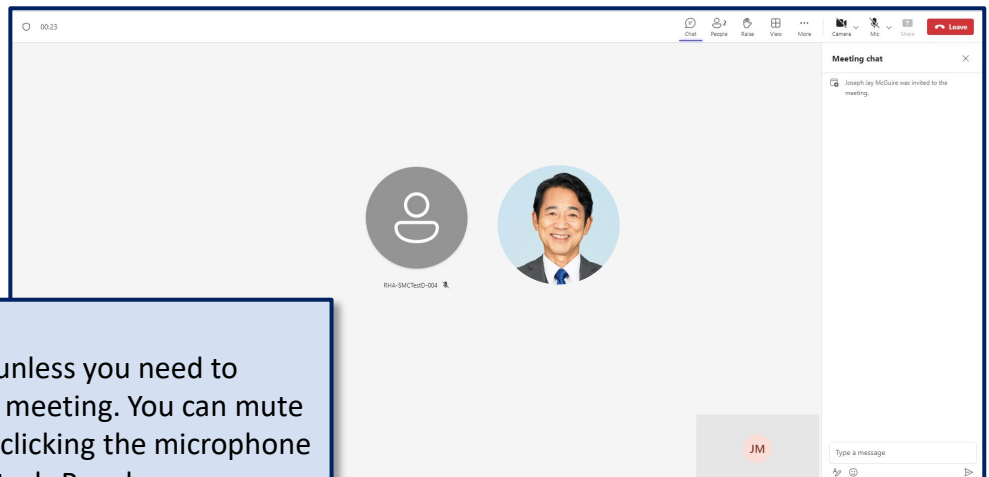 00:23
Chat
People
2
Raise
View
More
Camera
Mic
Share
Leave
Meeting chat
Joseph Jay McGuire was invited to the
meeting.
RHA-SMCTestD-004
JM
Type a message
unless you need to
meeting. You can mute
clicking the microphone